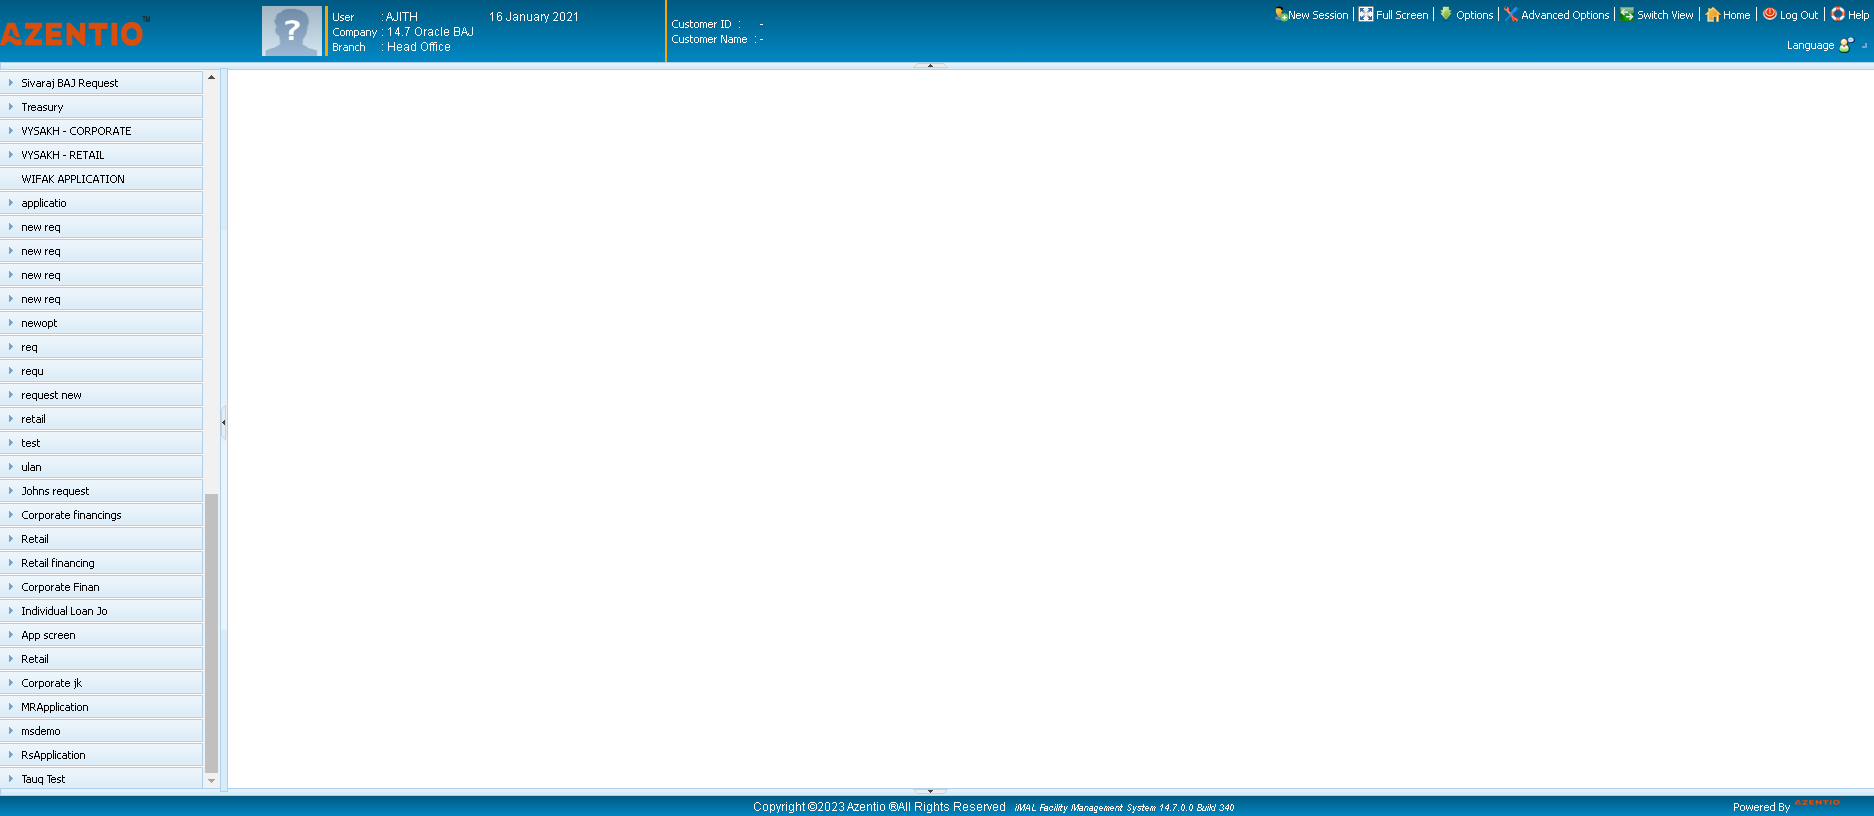 AZENTIO™
User : AJITH 16 January 2021
Company : 14.7 Oracle BAJ
Branch : Head Office
Customer ID : -
Customer Name : -
New Session | Full Screen | Options | Advanced Options | Switch View | Home | Log Out | Help
Language
Sivaraj BAJ Request
Treasury
VYSAKH - CORPORATE
VYSAKH - RETAIL
WIFAK APPLICATION
applicatio
new req
new req
new req
new req
newopt
req
requ
request new
retail
test
ulan
Johns request
Corporate financings
Retail
Retail financing
Corporate Finan
Individual Loan Jo
App screen
Retail
Corporate jk
MRApplication
msdemo
RsApplication
Tauq Test
Copyright ©2023 Azentio ®All Rights Reserved iMAL Facility Management System 14.7.0.0 Build 340
Powered By AZENTIO